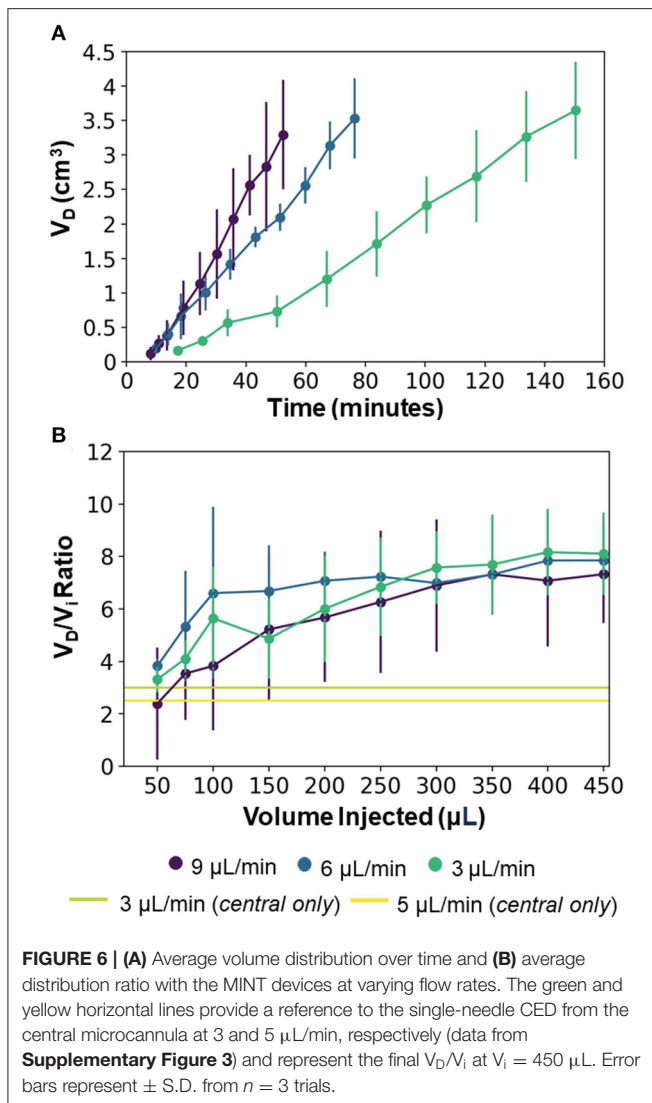 A
4.5
4
3.5
3
2.5
2
1.5
1
0.5
0
V_D (cm³)
0 20 40 60 80 100 120 140 160
Time (minutes)
B
12
10
8
6
4
2
0
V_D/V_i Ratio
50 100 150 200 250 300 350 400 450
Volume Injected (μL)
9 μL/min 6 μL/min 3 μL/min
3 μL/min (central only) 5 μL/min (central only)
FIGURE 6 | (A) Average volume distribution over time and (B) average
distribution ratio with the MINT devices at varying flow rates. The green and
yellow horizontal lines provide a reference to the single-needle CED from the
central microcannula at 3 and 5 μL/min, respectively (data from
Supplementary Figure 3) and represent the final V_D/V_i at V_i = 450 μL. Error
bars represent ± S.D. from n = 3 trials.